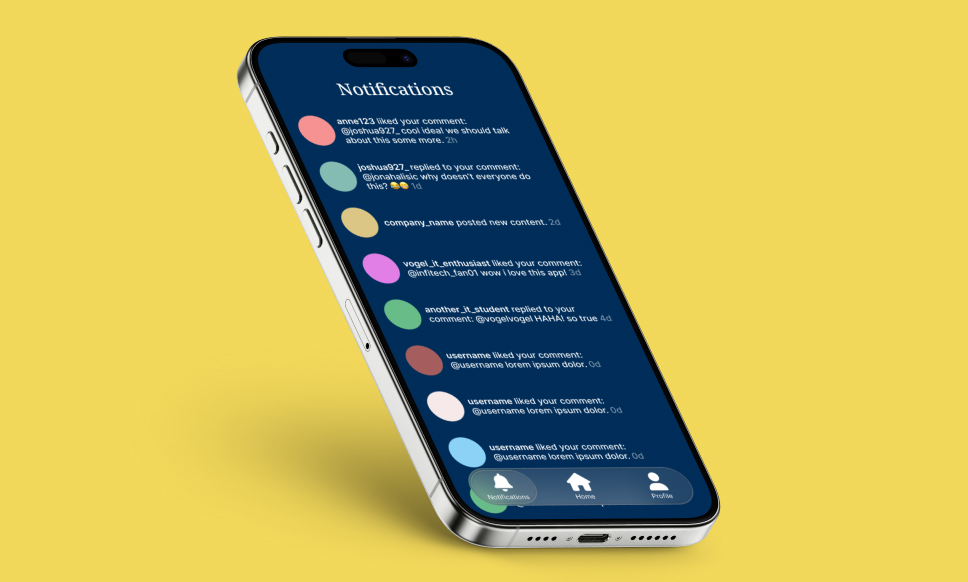 Notifications
anne123 liked your comment:
@joshua927_ cool idea! we should talk
about this some more. 2h
joshua927_ replied to your comment:
@jonahalisic why doesn't everyone do
this? 😂😂 1d
company_name posted new content. 2d
vogel_it_enthusiast liked your comment:
@infitech_fan01 wow i love this app! 3d
another_it_student replied to your
comment: @vogelvogel HAHA! so true 4d
username liked your comment:
@username lorem ipsum dolor. 0d
username liked your comment:
@username lorem ipsum dolor. 0d
username liked your comment:
@username lorem ipsum dolor. 0d
Notifications
Home
Profile